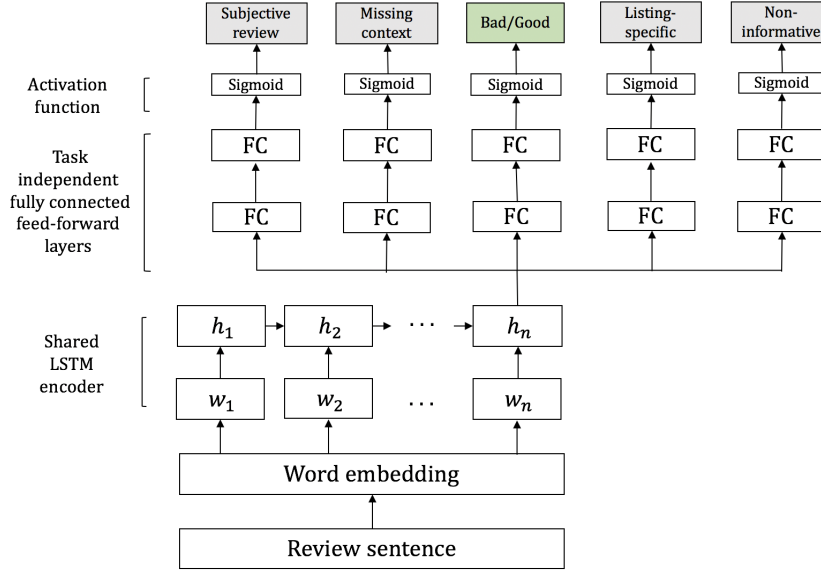 Subjective
review
Missing
context
Bad/Good
Listing-
specific
Non-
informative
Activation
function
Sigmoid
Sigmoid
Sigmoid
Sigmoid
Sigmoid
Task
independent
fully connected
feed-forward
layers
FC
FC
FC
FC
FC
FC
FC
FC
FC
FC
Shared
LSTM
encoder
h₁
h₂
· · ·
hₙ
w₁
w₂
· · ·
wₙ
Word embedding
Review sentence